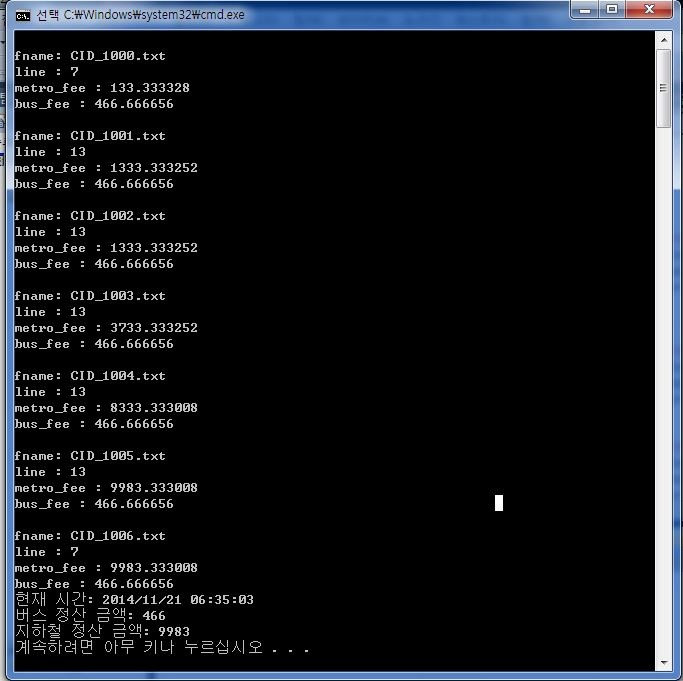 선택 C:\Windows\system32\cmd.exe
fname: CID_1000.txt
line : 7
metro_fee : 133.333328
bus_fee : 466.666656
fname: CID_1001.txt
line : 13
metro_fee : 1333.333252
bus_fee : 466.666656
fname: CID_1002.txt
line : 13
metro_fee : 1333.333252
bus_fee : 466.666656
fname: CID_1003.txt
line : 13
metro_fee : 3733.333252
bus_fee : 466.666656
fname: CID_1004.txt
line : 13
metro_fee : 8333.333008
bus_fee : 466.666656
fname: CID_1005.txt
line : 13
metro_fee : 9983.333008
bus_fee : 466.666656
fname: CID_1006.txt
line : 7
metro_fee : 9983.333008
bus_fee : 466.666656
현재 시간: 2014/11/21 06:35:03
버스 정산 금액: 466
지하철 정산 금액: 9983
계속하려면 아무 키나 누르십시오 . . .